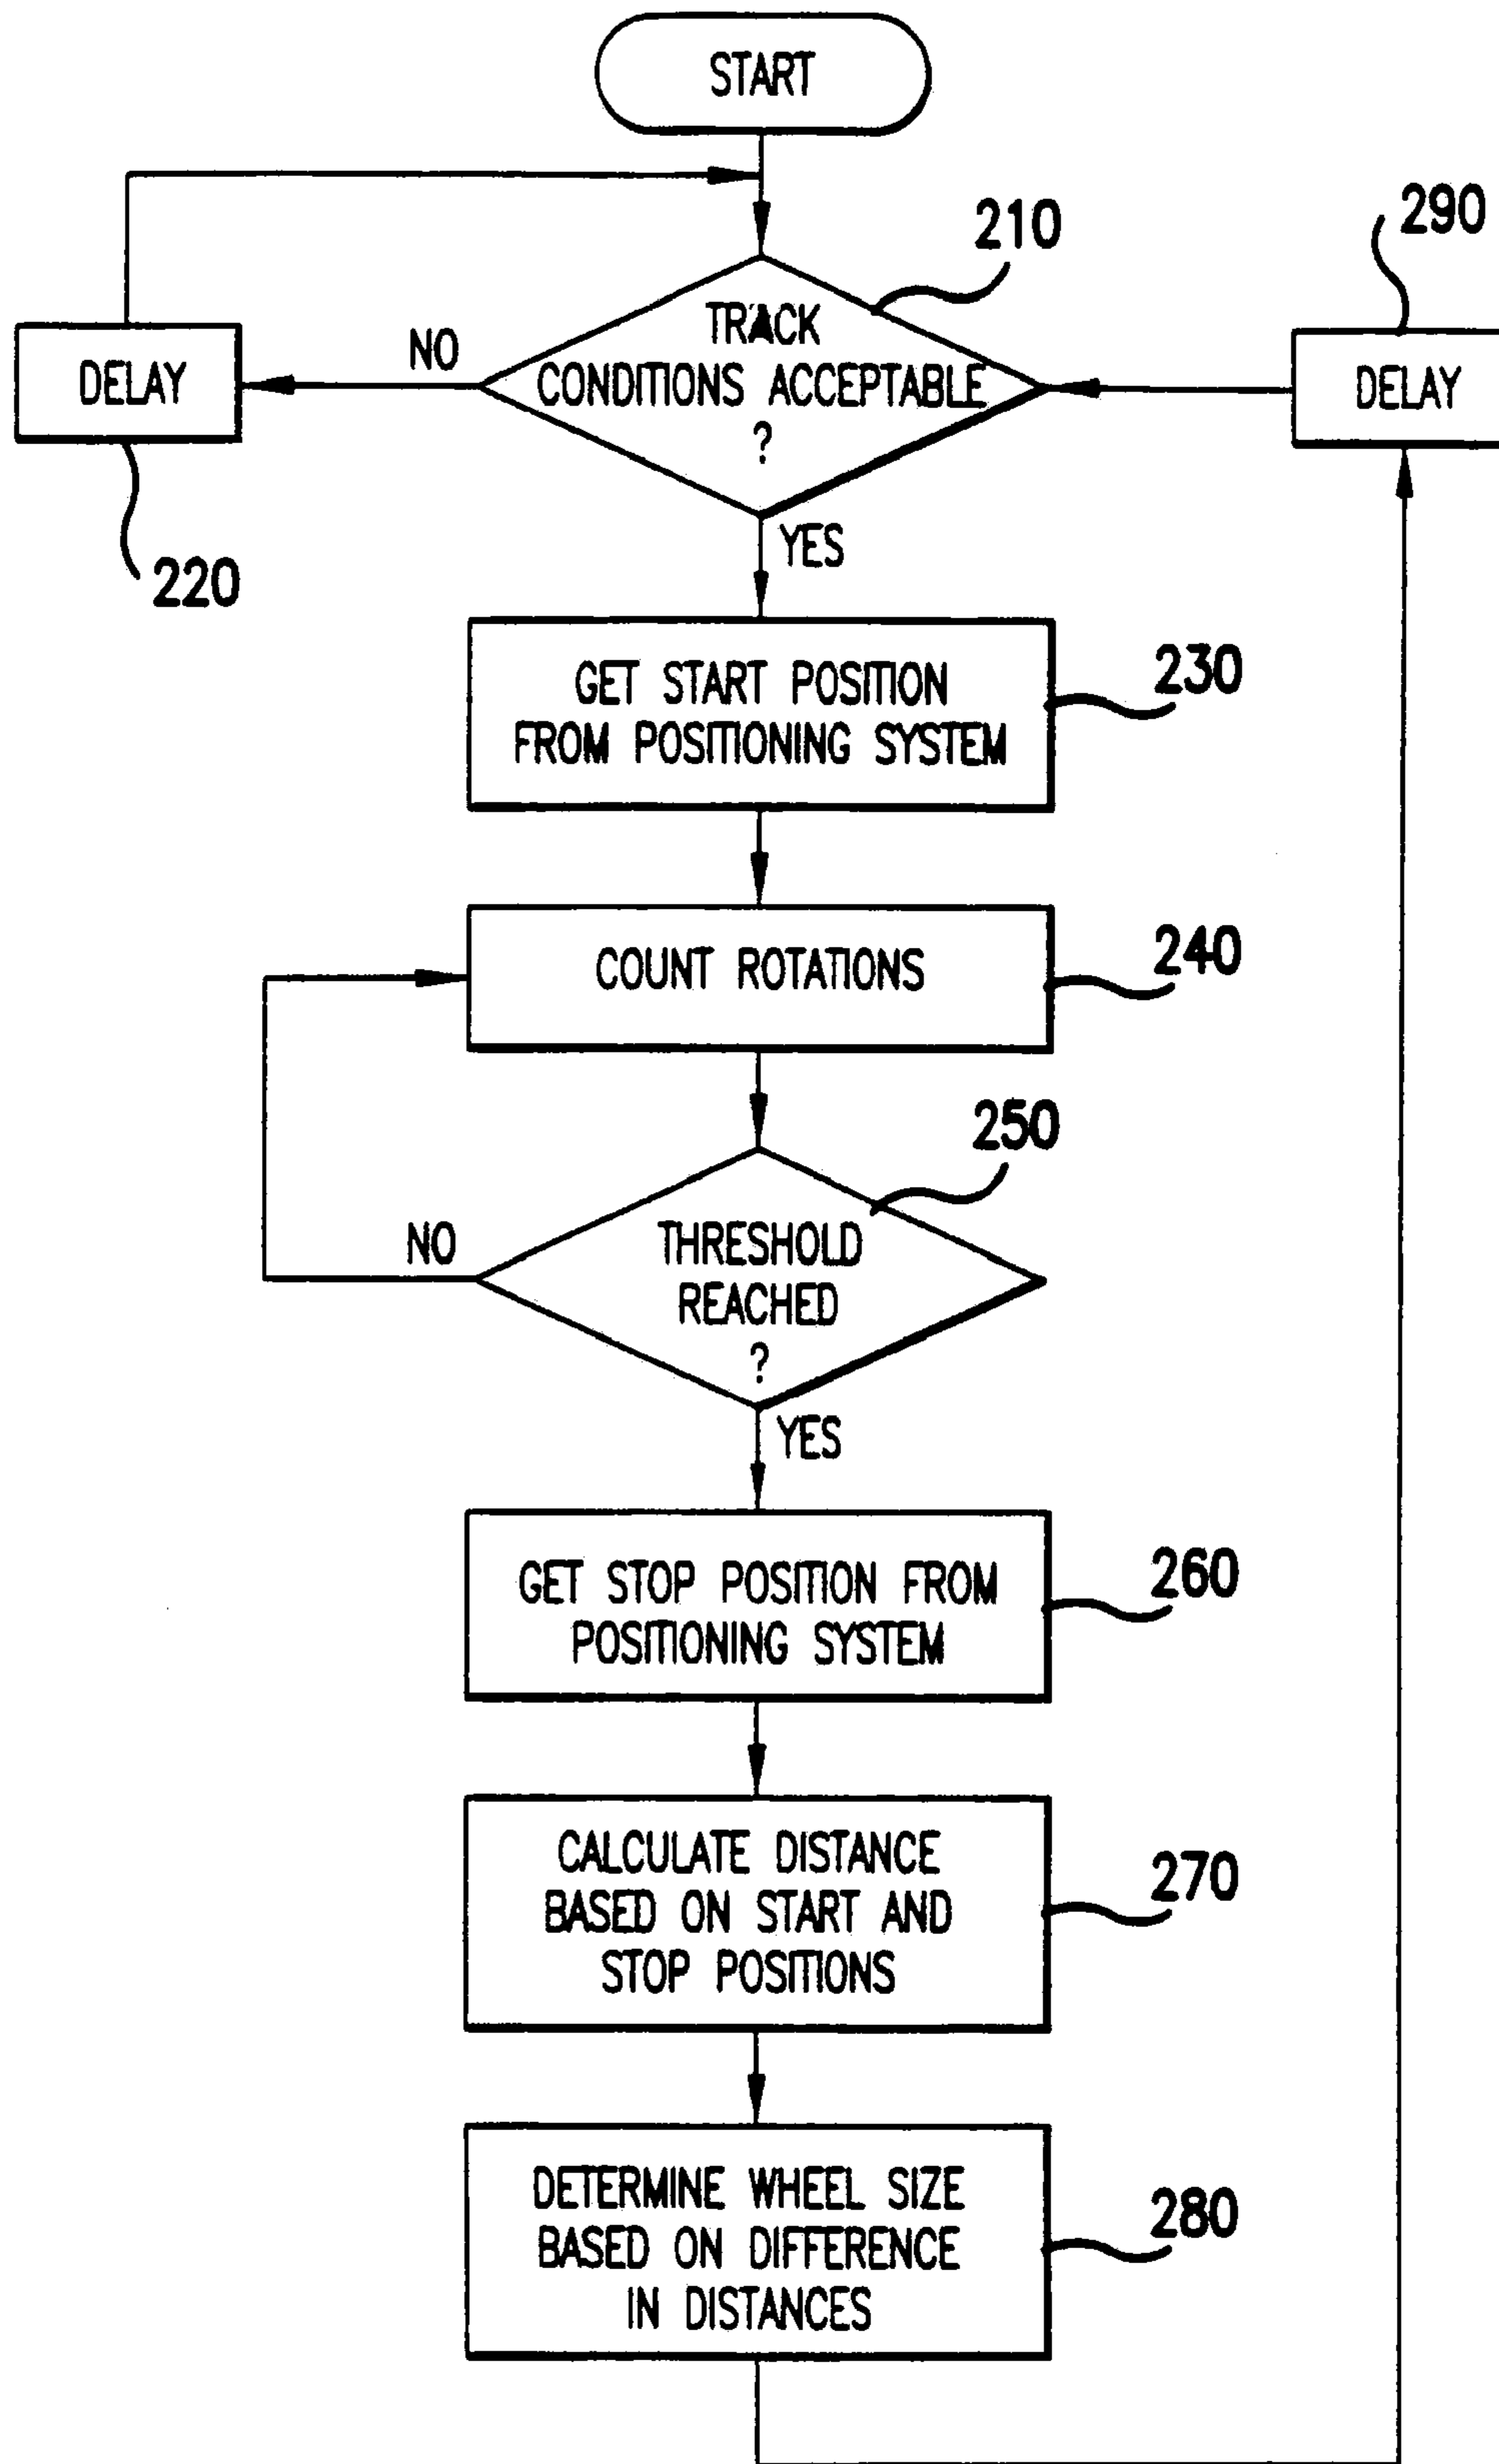 START
210
290
TRACK
CONDITIONS ACCEPTABLE
?
NO
DELAY
DELAY
220
YES
GET START POSITION
FROM POSITIONING SYSTEM
230
COUNT ROTATIONS
240
250
NO
THRESHOLD
REACHED
?
YES
GET STOP POSITION FROM
POSITIONING SYSTEM
260
CALCULATE DISTANCE
BASED ON START AND
STOP POSITIONS
270
DETERMINE WHEEL SIZE
BASED ON DIFFERENCE
IN DISTANCES
280